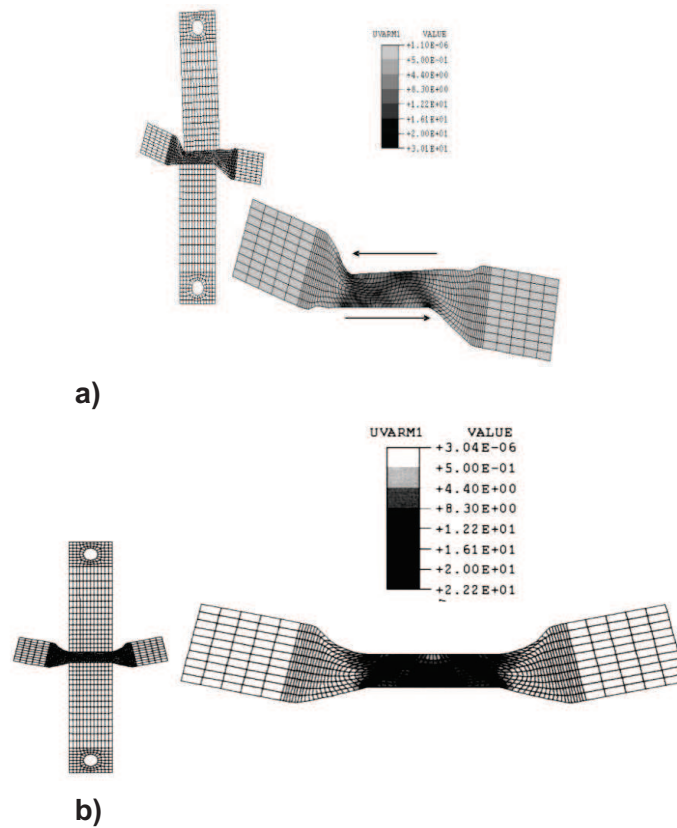 UVARM1 VALUE
+1.10E-06
+5.00E-01
+4.40E+00
+8.30E+00
+1.22E+01
+1.61E+01
+2.00E+01
+3.01E+01
a)
UVARM1 VALUE
+3.04E-06
+5.00E-01
+4.40E+00
+8.30E+00
+1.22E+01
+1.61E+01
+2.00E+01
+2.22E+01
b)